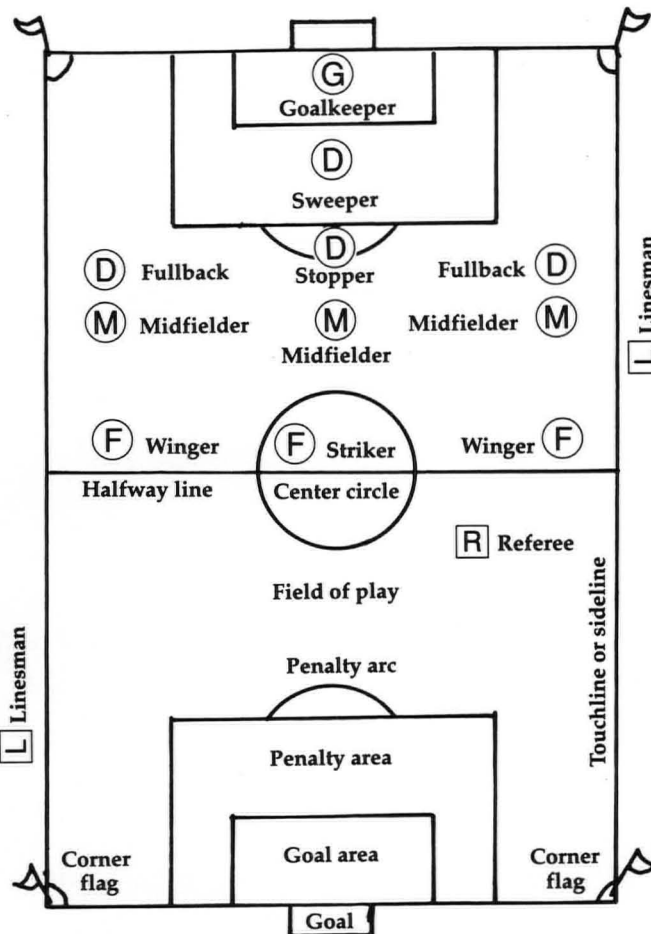 G
Goalkeeper
D
Sweeper
D
Stopper
D Fullback
Fullback D
M Midfielder
M
Midfielder
Midfielder M
L Linesman
F Winger
F Striker
Winger F
Halfway line
Center circle
R Referee
Field of play
Touchline or sideline
L Linesman
Penalty arc
Penalty area
Goal area
Corner
flag
Corner
flag
Goal